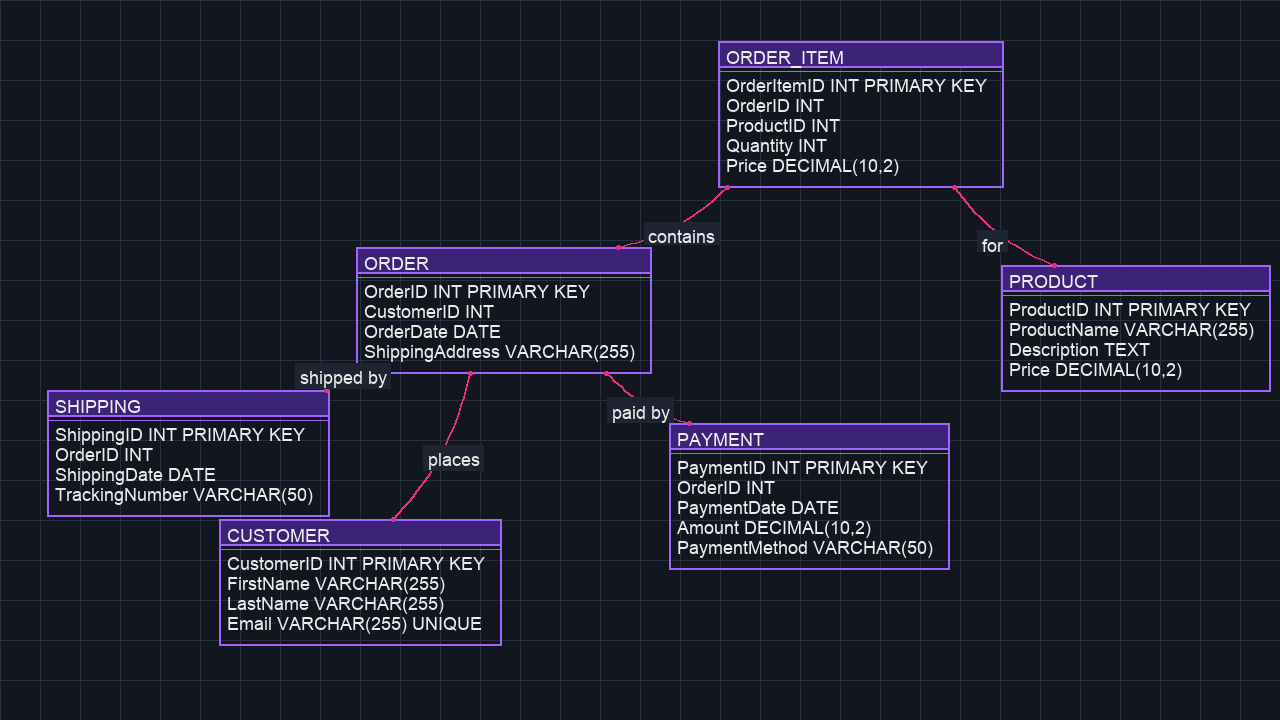 ORDER_ITEM
OrderItemID INT PRIMARY KEY
OrderID INT
ProductID INT
Quantity INT
Price DECIMAL(10,2)
contains
for
ORDER
OrderID INT PRIMARY KEY
CustomerID INT
OrderDate DATE
ShippingAddress VARCHAR(255)
PRODUCT
ProductID INT PRIMARY KEY
ProductName VARCHAR(255)
Description TEXT
Price DECIMAL(10,2)
shipped by
places
paid by
SHIPPING
ShippingID INT PRIMARY KEY
OrderID INT
ShippingDate DATE
TrackingNumber VARCHAR(50)
PAYMENT
PaymentID INT PRIMARY KEY
OrderID INT
PaymentDate DATE
Amount DECIMAL(10,2)
PaymentMethod VARCHAR(50)
CUSTOMER
CustomerID INT PRIMARY KEY
FirstName VARCHAR(255)
LastName VARCHAR(255)
Email VARCHAR(255) UNIQUE